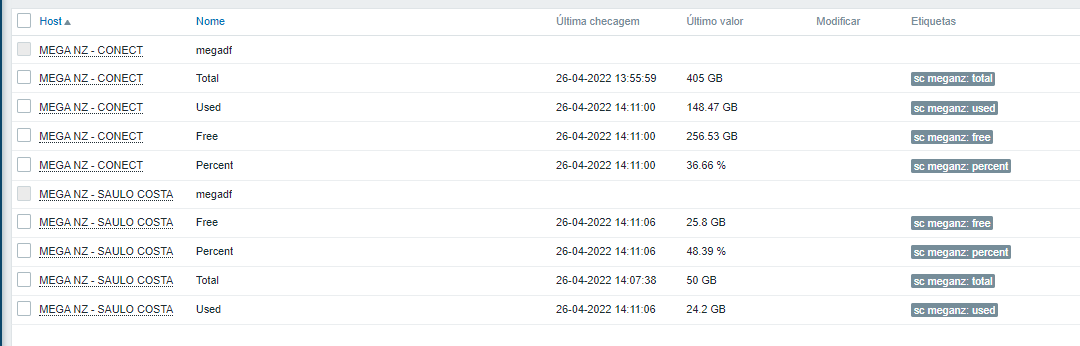 Host▲ Nome Última checagem Último valor Modificar Etiquetas
MEGA NZ - CONECT megadf
MEGA NZ - CONECT Total 26-04-2022 13:55:59 405 GB sc meganz: total
MEGA NZ - CONECT Used 26-04-2022 14:11:00 148.47 GB sc meganz: used
MEGA NZ - CONECT Free 26-04-2022 14:11:00 256.53 GB sc meganz: free
MEGA NZ - CONECT Percent 26-04-2022 14:11:00 36.66 % sc meganz: percent
MEGA NZ - SAULO COSTA megadf
MEGA NZ - SAULO COSTA Free 26-04-2022 14:11:06 25.8 GB sc meganz: free
MEGA NZ - SAULO COSTA Percent 26-04-2022 14:11:06 48.39 % sc meganz: percent
MEGA NZ - SAULO COSTA Total 26-04-2022 14:07:38 50 GB sc meganz: total
MEGA NZ - SAULO COSTA Used 26-04-2022 14:11:06 24.2 GB sc meganz: used